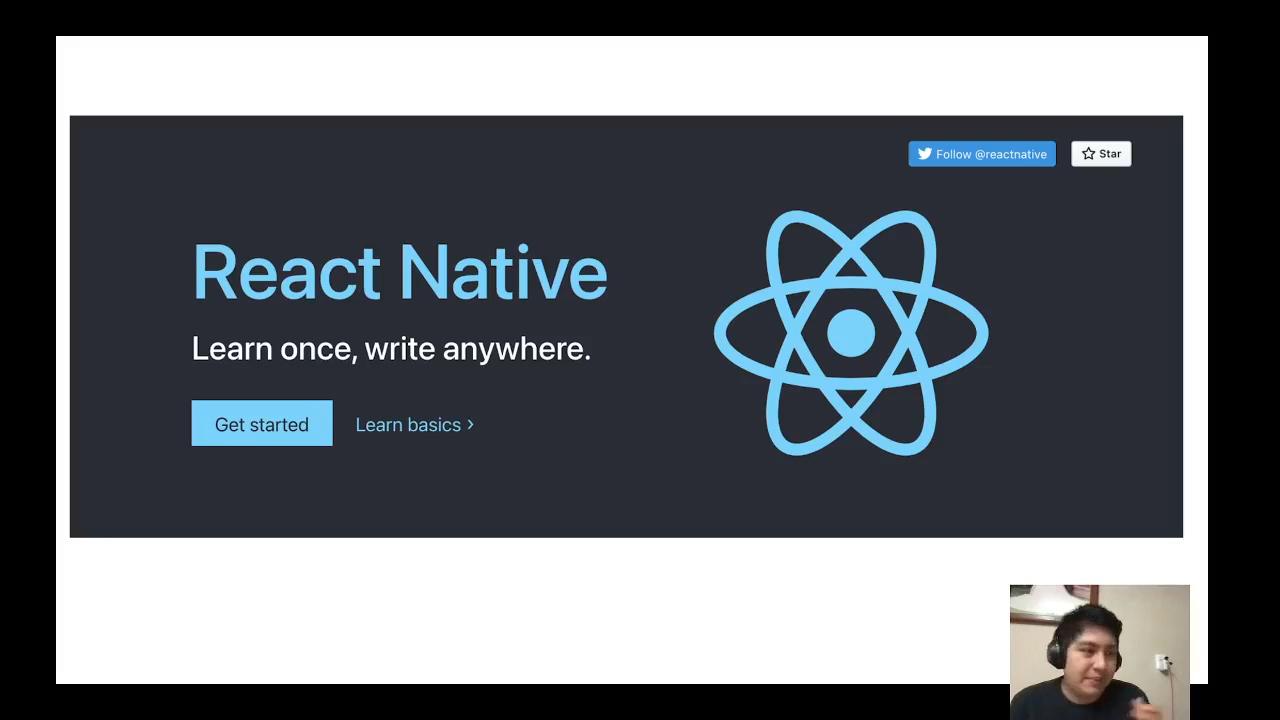 Follow @reactnative
Star
React Native
Learn once, write anywhere.
Get started
Learn basics ›